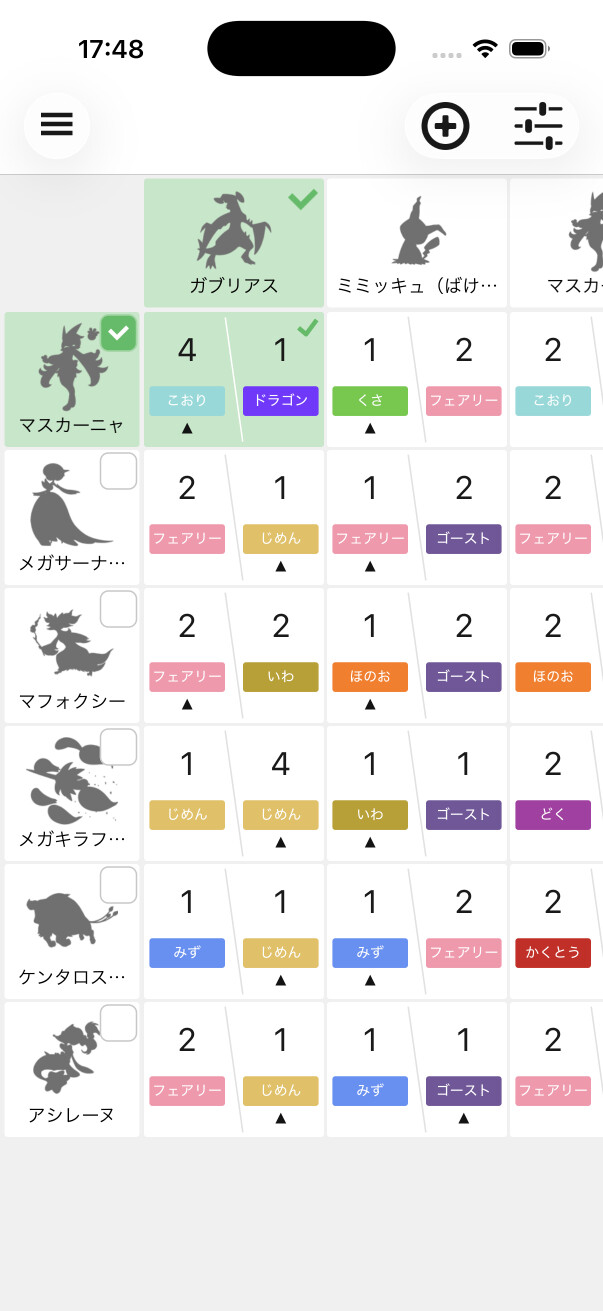 17:48
ガブリアス
ミミッキュ（ばけ…
マスカ
マスカーニャ
4 1 1 2 2
こおり ドラゴン くさ フェアリー こおり
▲ ▲
メガサーナ…
2 1 1 2 2
フェアリー じめん フェアリー ゴースト フェアリー
▲ ▲
マフォクシー
2 2 1 2 2
フェアリー いわ ほのお ゴースト ほのお
▲ ▲
メガキラフ…
1 4 1 1 2
じめん じめん いわ ゴースト どく
▲ ▲
ケンタロス…
1 1 1 2 2
みず じめん みず フェアリー かくとう
▲ ▲
アシレーヌ
2 1 1 1 2
フェアリー じめん みず ゴースト フェアリー
▲ ▲